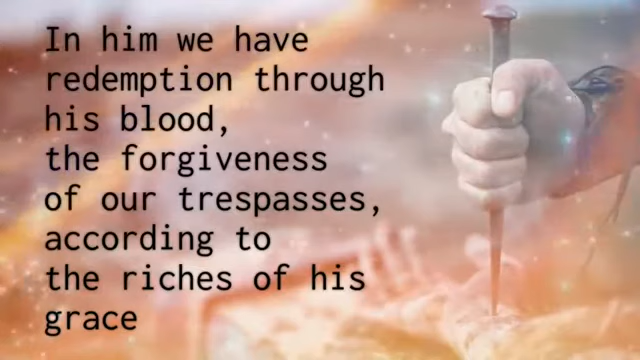 In him we have
redemption through
his blood,
the forgiveness
of our trespasses,
according to
the riches of his
grace